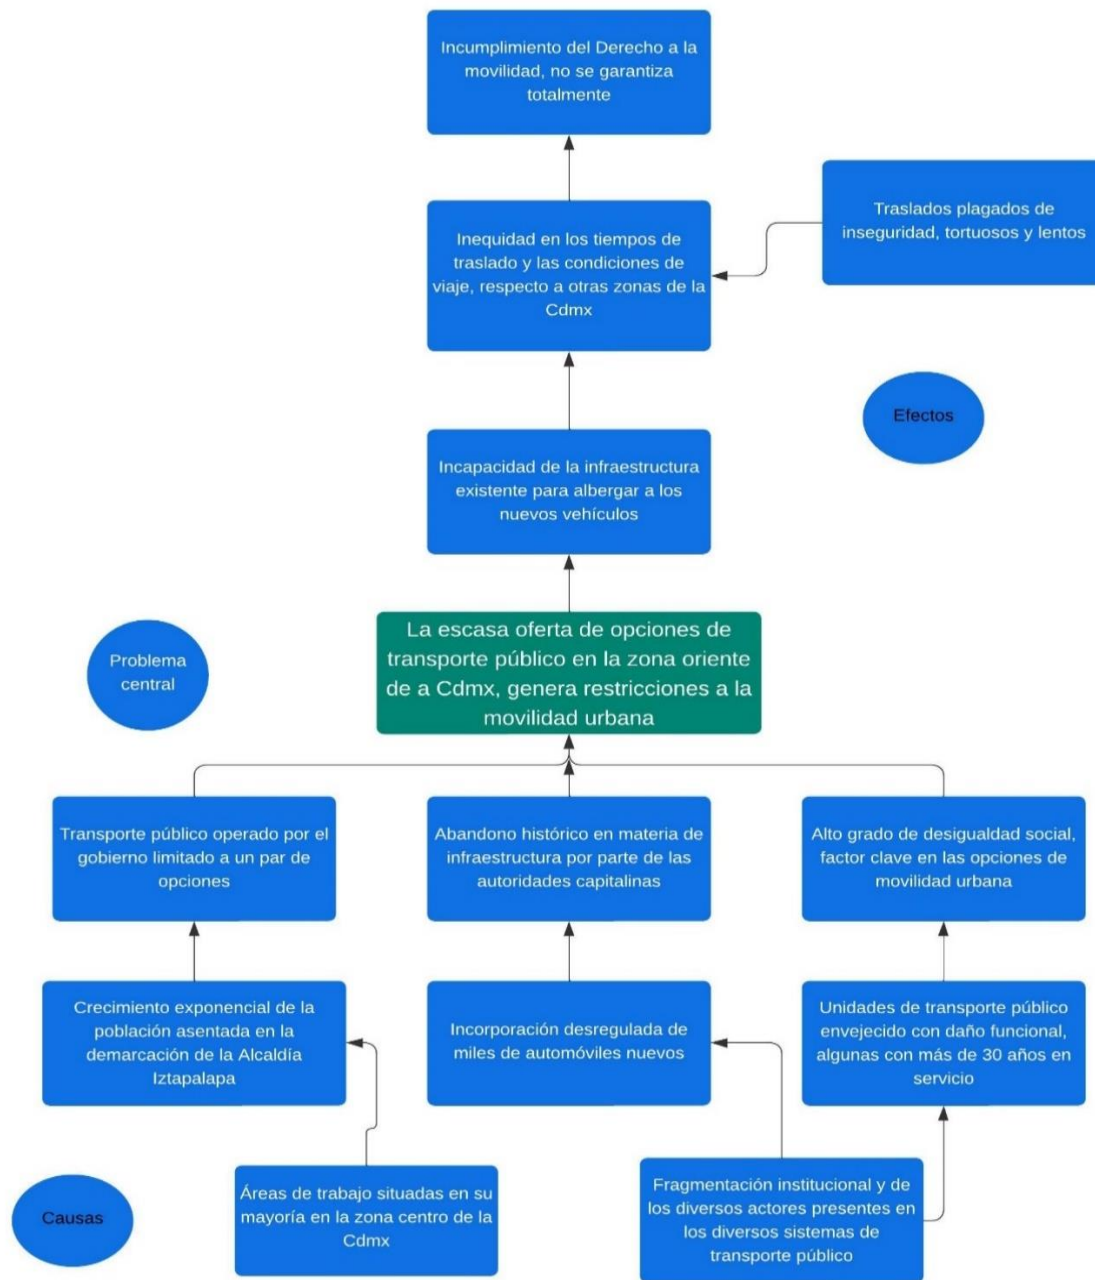 Incumplimiento del Derecho a la
movilidad, no se garantiza
totalmente
Traslados plagados de
inseguridad, tortuosos y lentos
Inequidad en los tiempos de
traslado y las condiciones de
viaje, respecto a otras zonas de la
Cdmx
Efectos
Incapacidad de la infraestructura
existente para albergar a los
nuevos vehículos
Problema
central
La escasa oferta de opciones de
transporte público en la zona oriente
de a Cdmx, genera restricciones a la
movilidad urbana
Transporte público operado por el
gobierno limitado a un par de
opciones
Abandono histórico en materia de
infraestructura por parte de las
autoridades capitalinas
Alto grado de desigualdad social,
factor clave en las opciones de
movilidad urbana
Crecimiento exponencial de la
población asentada en la
demarcación de la Alcaldía
Iztapalapa
Incorporación desregulada de
miles de automóviles nuevos
Unidades de transporte público
envejecido con daño funcional,
algunas con más de 30 años en
servicio
Causas
Áreas de trabajo situadas en su
mayoría en la zona centro de la
Cdmx
Fragmentación institucional y de
los diversos actores presentes en
los diversos sistemas de
transporte público